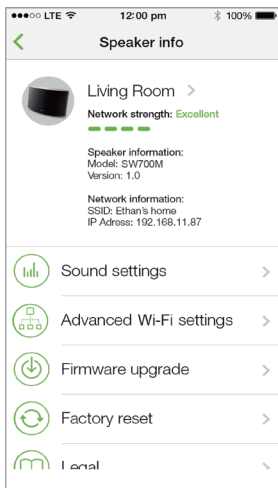 LTE 12:00 pm 100%
Speaker info
Living Room
Network strength: Excellent
Speaker information:
Model: SW700M
Version: 1.0
Network information:
SSID: Ethan's home
IP Adress: 192.168.11.87
Sound settings
Advanced Wi-Fi settings
Firmware upgrade
Factory reset
Legal